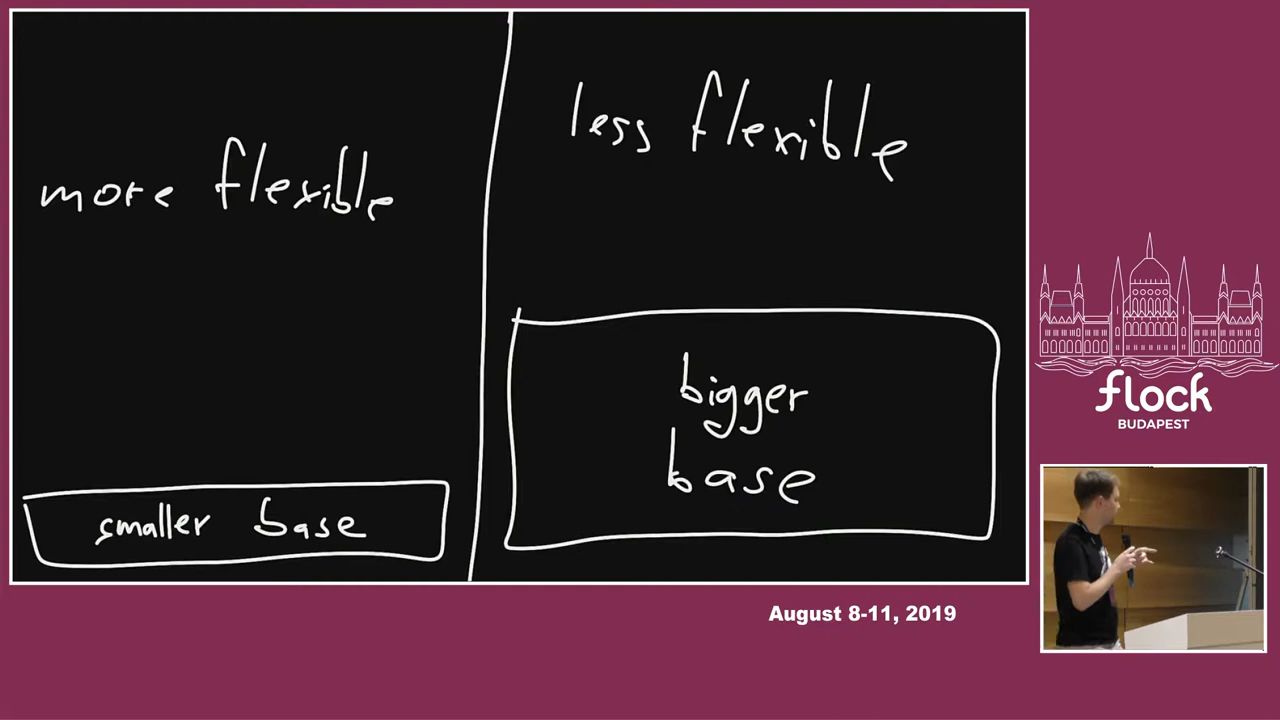 more flexible
smaller base
less flexible
bigger
base
flock
BUDAPEST
August 8-11, 2019